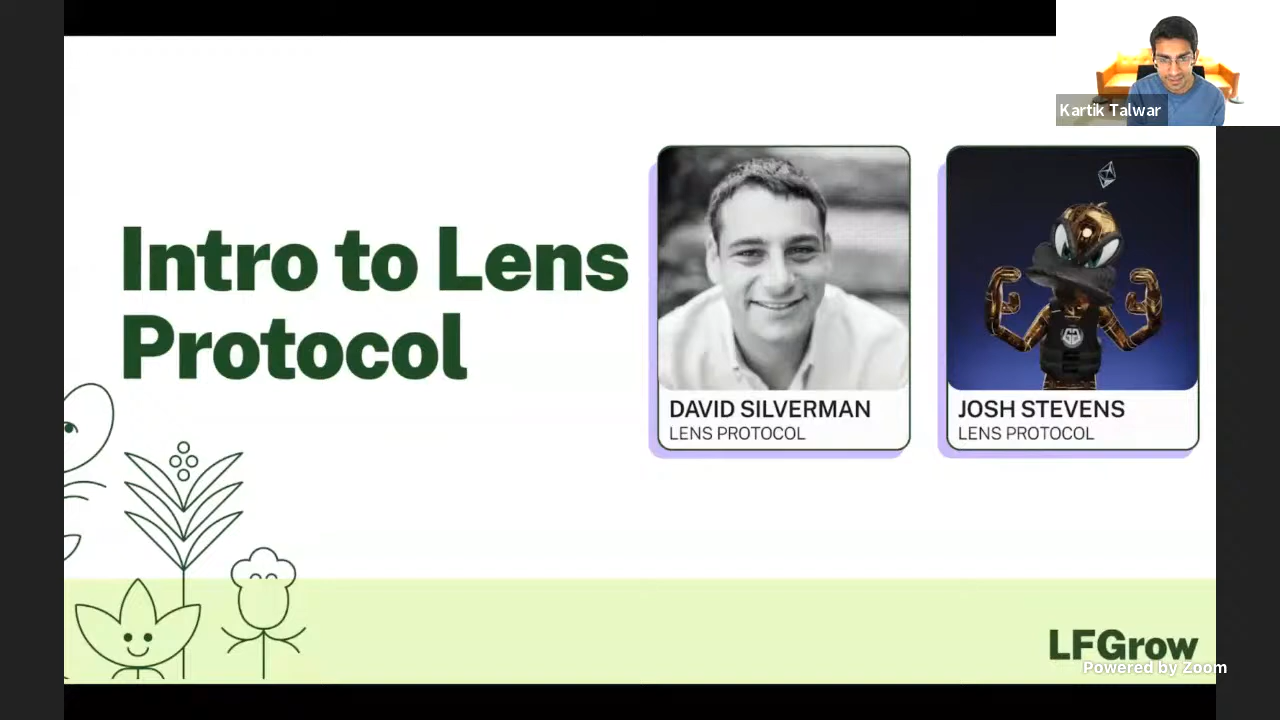 Kartik Talwar
Intro to Lens
Protocol
DAVID SILVERMAN
LENS PROTOCOL
JOSH STEVENS
LENS PROTOCOL
LFGrow
Powered by Zoom